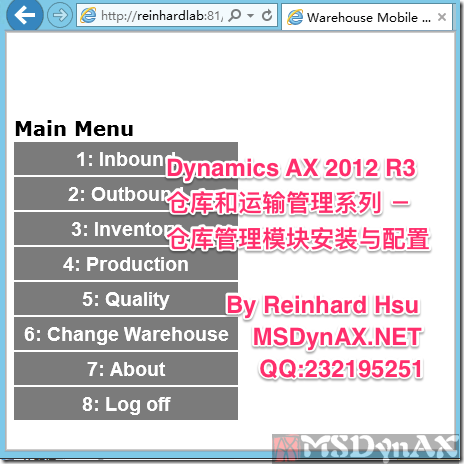 http://reinhardlab:81/
Warehouse Mobile ...
Main Menu
1: Inbound
2: Outbound
3: Inventory
4: Production
5: Quality
6: Change Warehouse
7: About
8: Log off
Dynamics AX 2012 R3
仓库和运输管理系列 –
仓库管理模块安装与配置
By Reinhard Hsu
MSDynAX.NET
QQ:232195251
MSDynAX